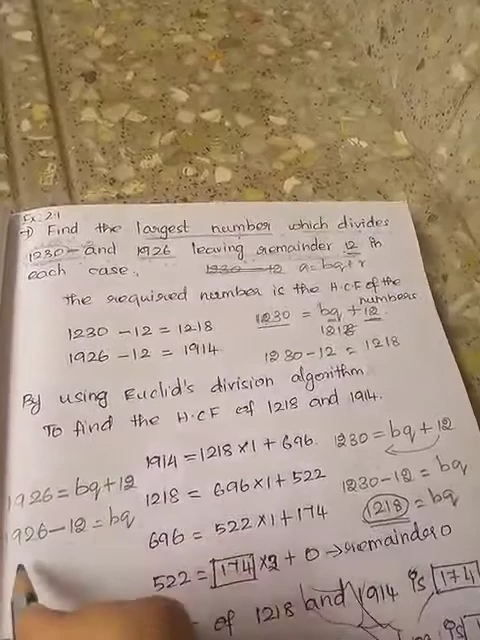 Ex: 2.1
→) Find the largest number which divides
1230 and 1926 leaving remainder 12 in
each case. 1230-12 a=bq+r
The required number is the H.C.F of the
numbers.
1230 - 12 = 1218
1926 - 12 = 1914
1230 = bq + 12
1218
1230-12 = 1218
By using Euclid's division algorithm
To find the H.C.F of 1218 and 1914.
1914 = 1218 × 1 + 696.
1218 = 696 × 1 + 522
696 = 522 × 1 + 174
522 = 174 × 3 + 0 → remainder 0
1230 = bq + 12
1230-12 = bq
1218 = bq
1926 = bq + 12
1926-12 = bq
of 1218 and 1914 is 174
is